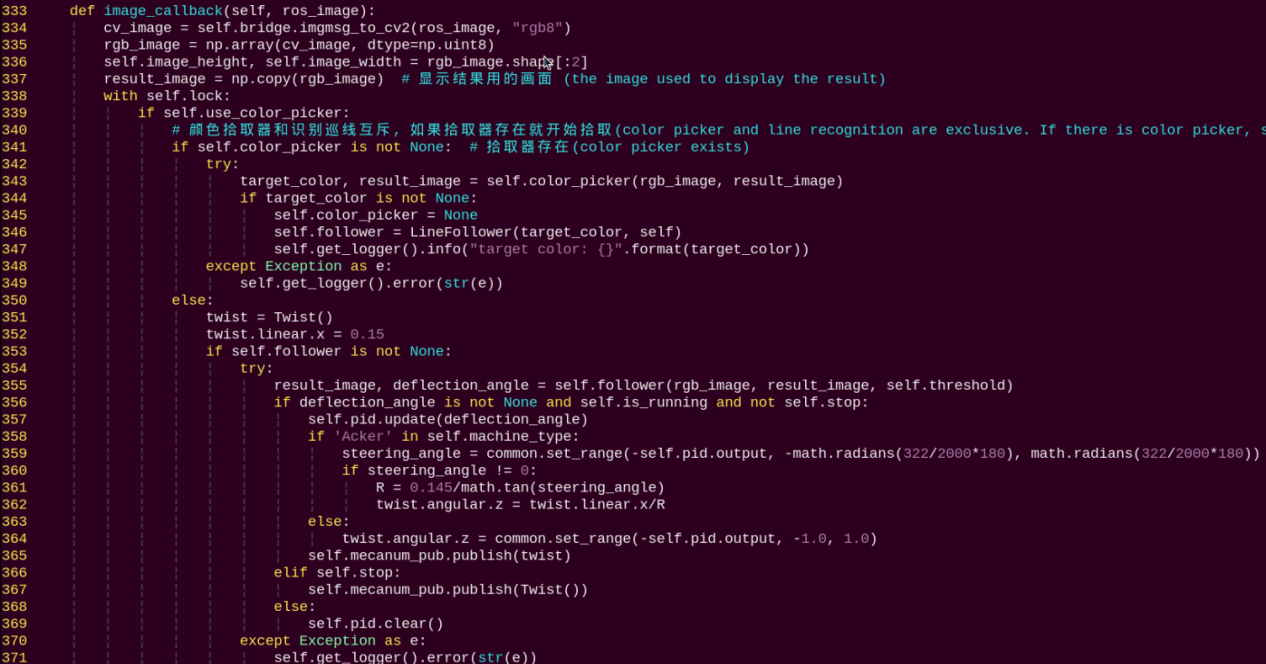 333     def image_callback(self, ros_image):
334         cv_image = self.bridge.imgmsg_to_cv2(ros_image, "rgb8")
335         rgb_image = np.array(cv_image, dtype=np.uint8)
336         self.image_height, self.image_width = rgb_image.shape[:2]
337         result_image = np.copy(rgb_image)  # 显示结果用的画面 (the image used to display the result)
338         with self.lock:
339             if self.use_color_picker:
340                 # 颜色拾取器和识别巡线互斥, 如果拾取器存在就开始拾取(color picker and line recognition are exclusive. If there is color picker, s
341                 if self.color_picker is not None:  # 拾取器存在(color picker exists)
342                     try:
343                         target_color, result_image = self.color_picker(rgb_image, result_image)
344                         if target_color is not None:
345                             self.color_picker = None
346                             self.follower = LineFollower(target_color, self)
347                             self.get_logger().info("target color: {}".format(target_color))
348                     except Exception as e:
349                         self.get_logger().error(str(e))
350                 else:
351                     twist = Twist()
352                     twist.linear.x = 0.15
353                     if self.follower is not None:
354                         try:
355                             result_image, deflection_angle = self.follower(rgb_image, result_image, self.threshold)
356                             if deflection_angle is not None and self.is_running and not self.stop:
357                                 self.pid.update(deflection_angle)
358                                 if 'Acker' in self.machine_type:
359                                     steering_angle = common.set_range(-self.pid.output, -math.radians(322/2000*180), math.radians(322/2000*180))
360                                     if steering_angle != 0:
361                                         R = 0.145/math.tan(steering_angle)
362                                         twist.angular.z = twist.linear.x/R
363                                 else:
364                                     twist.angular.z = common.set_range(-self.pid.output, -1.0, 1.0)
365                                 self.mecanum_pub.publish(twist)
366                             elif self.stop:
367                                 self.mecanum_pub.publish(Twist())
368                             else:
369                                 self.pid.clear()
370                         except Exception as e:
371                             self.get_logger().error(str(e))